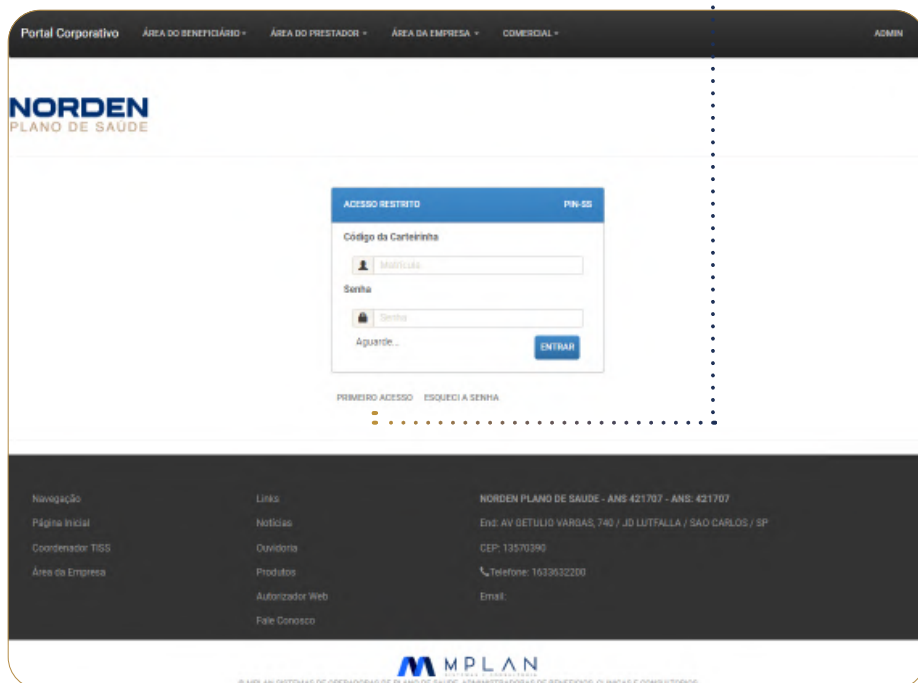 Portal Corporativo ÁREA DO BENEFICIÁRIO ÁREA DO PRESTADOR ÁREA DA EMPRESA COMERCIAL ADMIN
NORDEN
PLANO DE SAÚDE
ACESSO RESTRITO PIN-SS
Código da Carteirinha
Matrícula
Senha
Senha
Aguarde...
ENTRAR
PRIMEIRO ACESSO ESQUECI A SENHA
Navegação Links NORDEN PLANO DE SAUDE - ANS 421707 - ANS: 421707
Página Inicial Notícias End: AV GETULIO VARGAS, 740 / JD LUTFALLA / SAO CARLOS / SP
Coordenador TISS Ouvidoria CEP: 13570390
Área da Empresa Produtos Telefone: 1633632200
Autorizador Web Email:
Fale Conosco
MPLAN